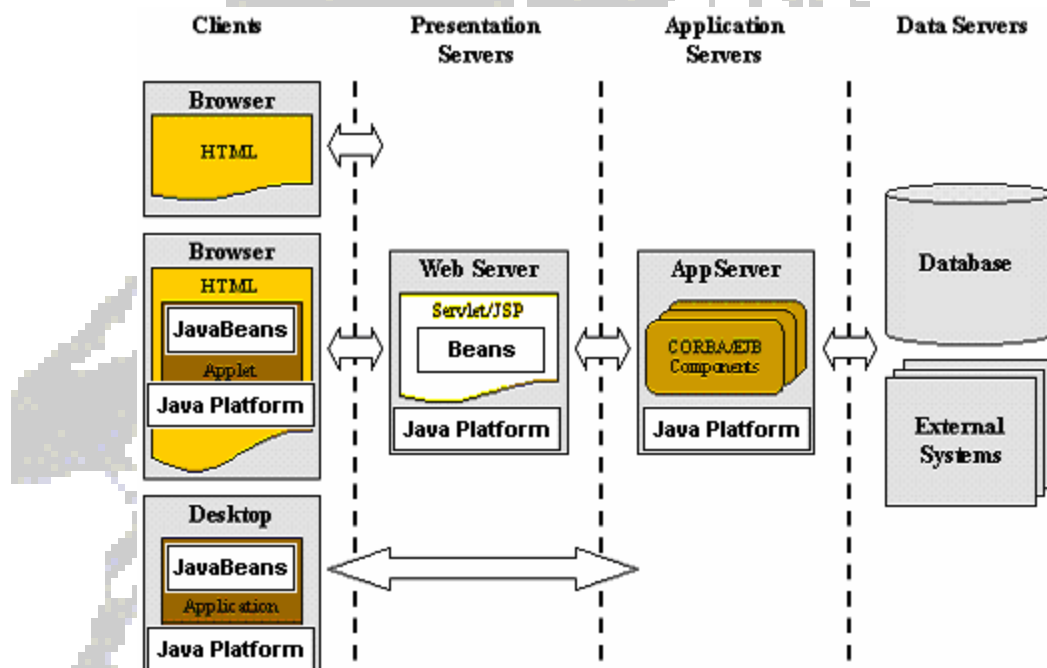 Clients
Presentation
Servers
Application
Servers
Data Servers
Browser
HTML
Browser
HTML
JavaBeans
Applet
Java Platform
Desktop
JavaBeans
Application
Java Platform
Web Server
Servlet/JSP
Beans
Java Platform
AppServer
CORBA/EJB
Components
Java Platform
Database
External
Systems